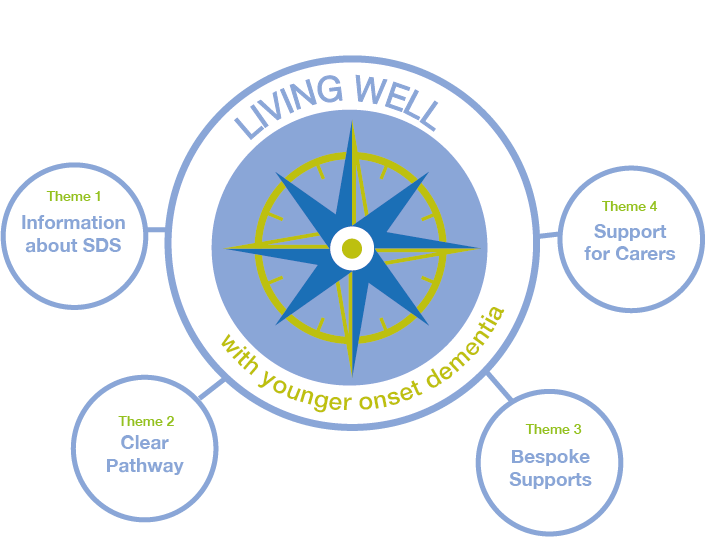 LIVING WELL
with younger onset dementia
Theme 1
Information
about SDS
Theme 2
Clear
Pathway
Theme 3
Bespoke
Supports
Theme 4
Support
for Carers